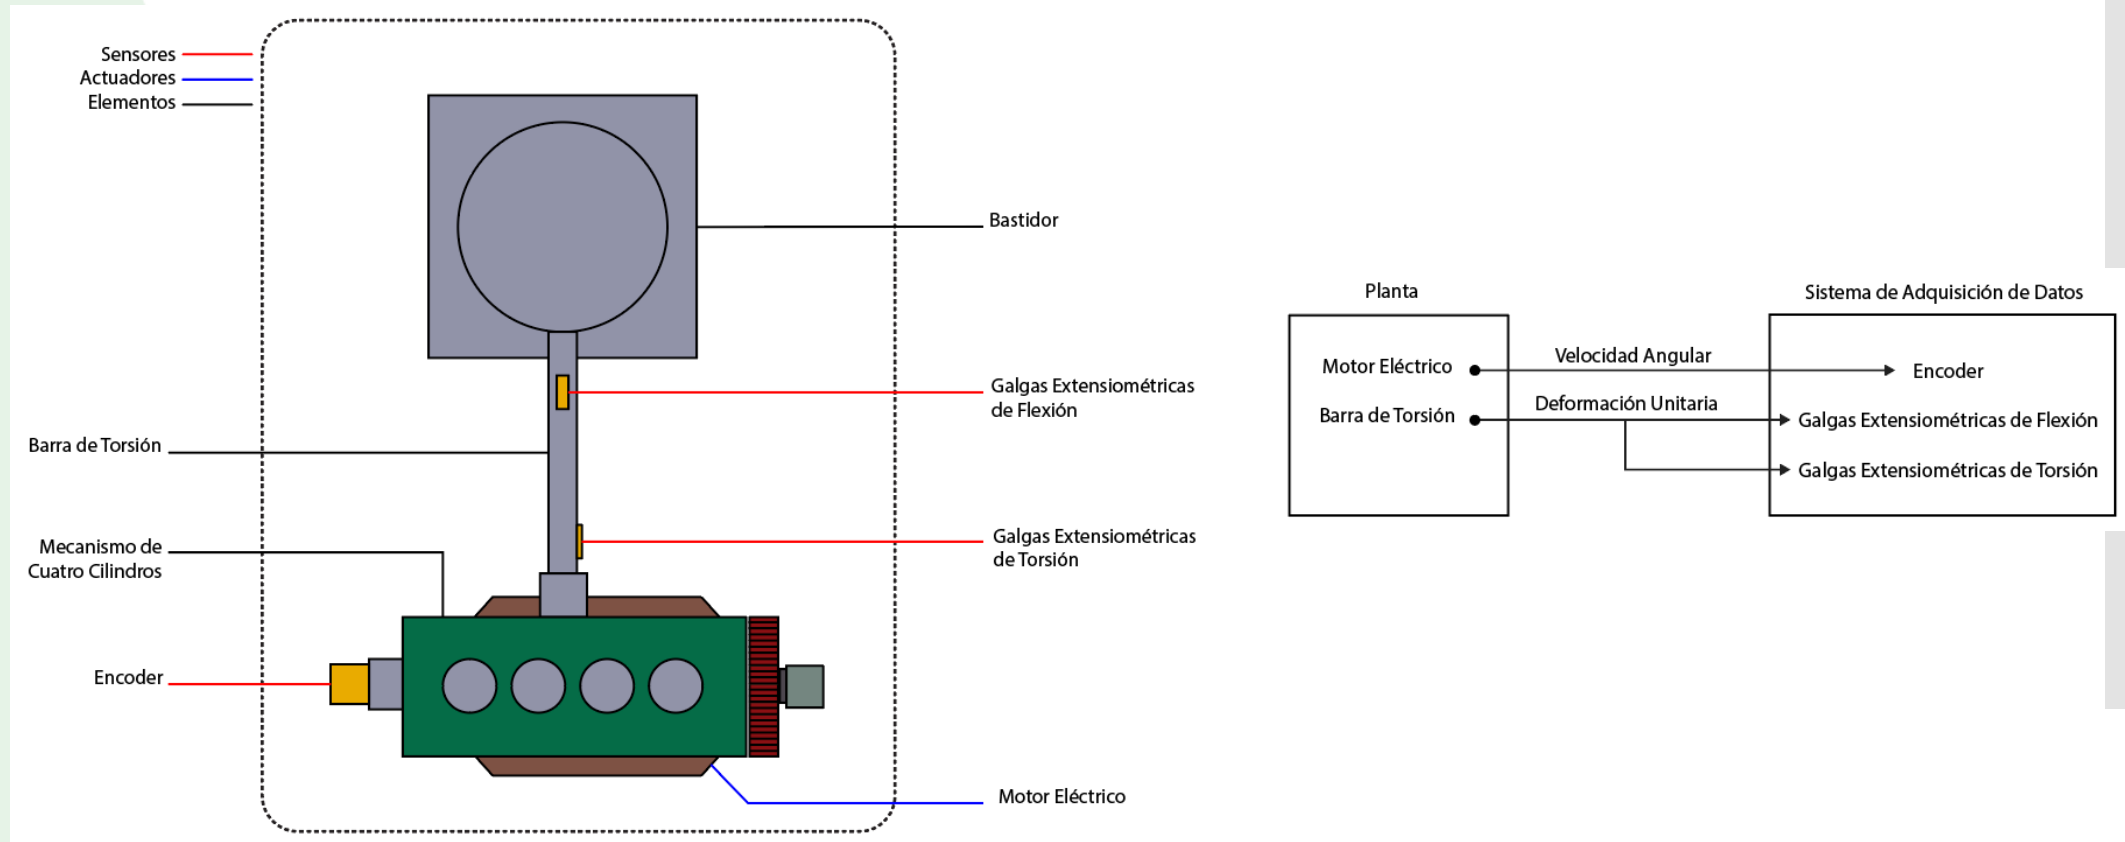 Sensores
Actuadores
Elementos
Bastidor
Galgas Extensiométricas
de Flexión
Barra de Torsión
Galgas Extensiométricas
de Torsión
Mecanismo de
Cuatro Cilindros
Encoder
Motor Eléctrico
Planta
Sistema de Adquisición de Datos
Motor Eléctrico
Velocidad Angular
Encoder
Barra de Torsión
Deformación Unitaria
Galgas Extensiométricas de Flexión
Galgas Extensiométricas de Torsión